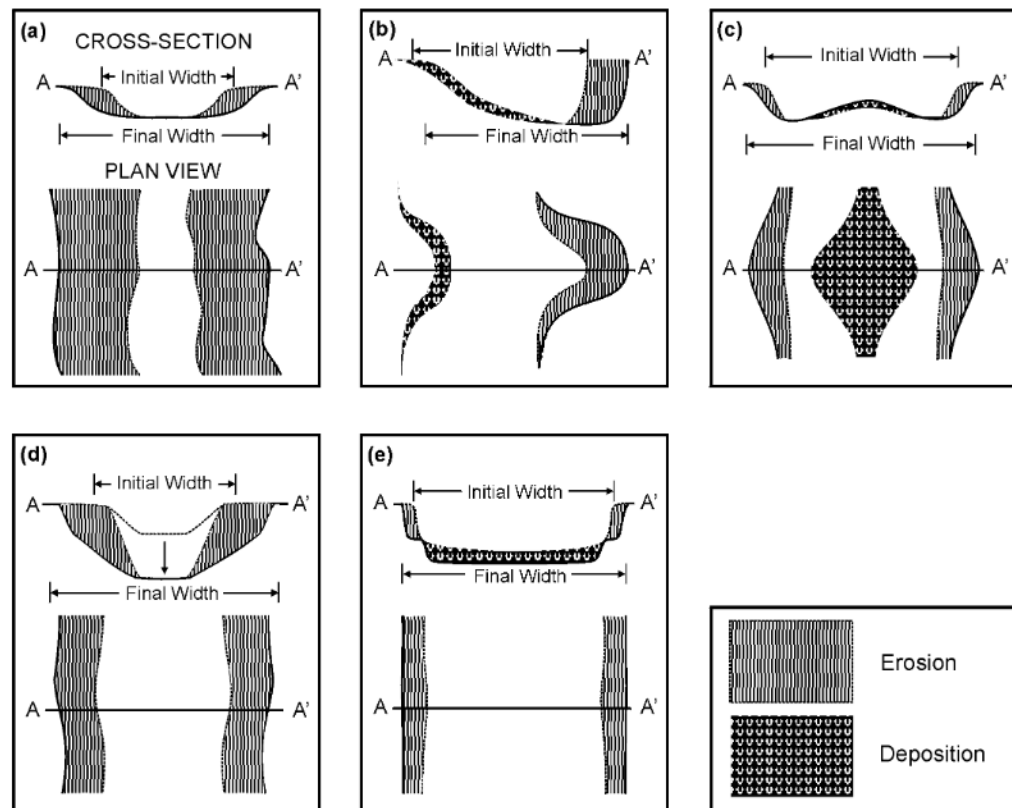 (a)
CROSS-SECTION
A Initial Width A'
Final Width
PLAN VIEW
A A'
(b)
Initial Width
A A'
Final Width
A A'
(c)
Initial Width
A A'
Final Width
A A'
(d)
Initial Width
A A'
Final Width
A A'
(e)
Initial Width
A A'
Final Width
A A'
Erosion
Deposition